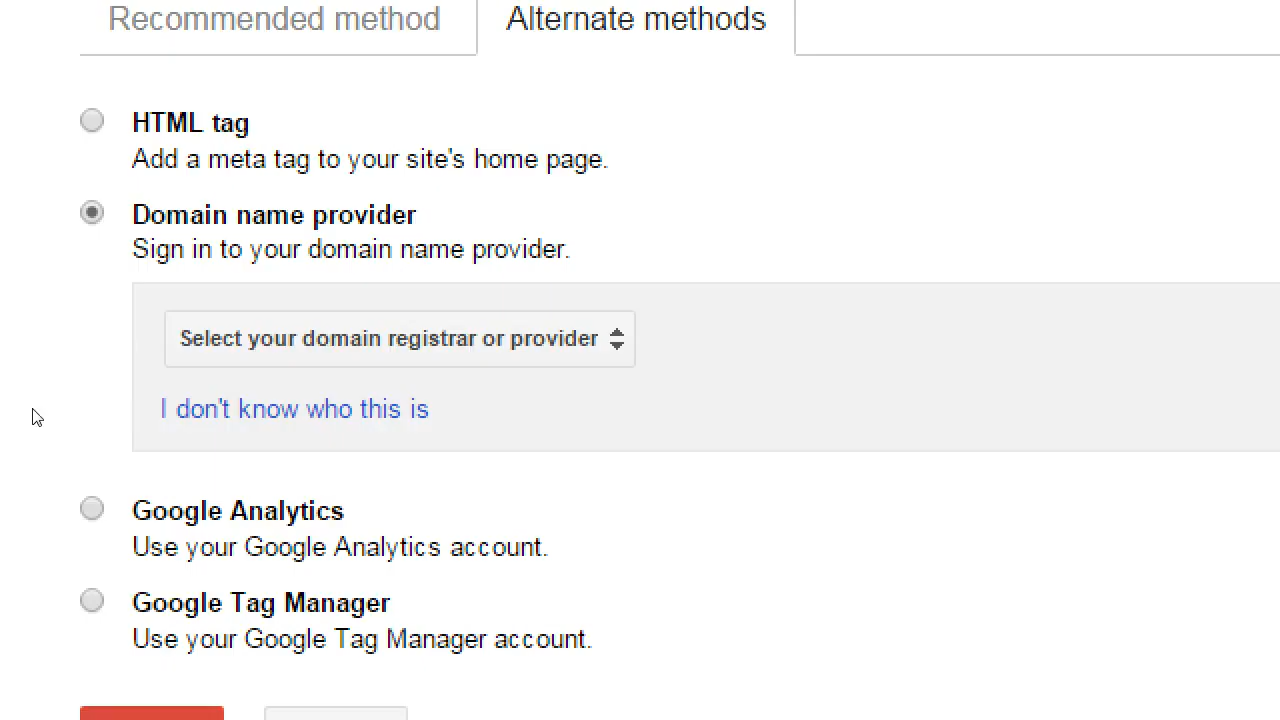 Recommended method
Alternate methods
HTML tag
Add a meta tag to your site's home page.
Domain name provider
Sign in to your domain name provider.
Select your domain registrar or provider
I don't know who this is
Google Analytics
Use your Google Analytics account.
Google Tag Manager
Use your Google Tag Manager account.